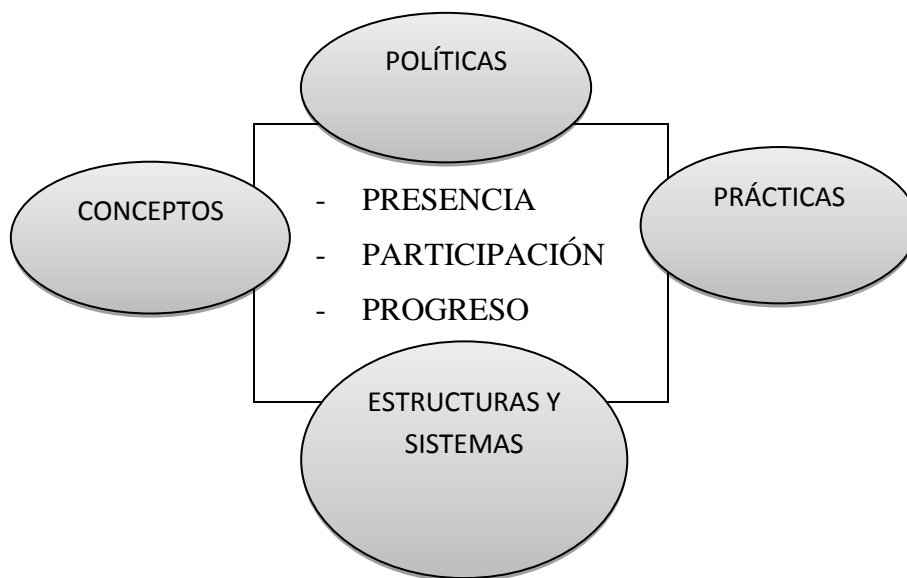 POLÍTICAS
CONCEPTOS
- PRESENCIA
- PARTICIPACIÓN
- PROGRESO
PRÁCTICAS
ESTRUCTURAS Y
SISTEMAS